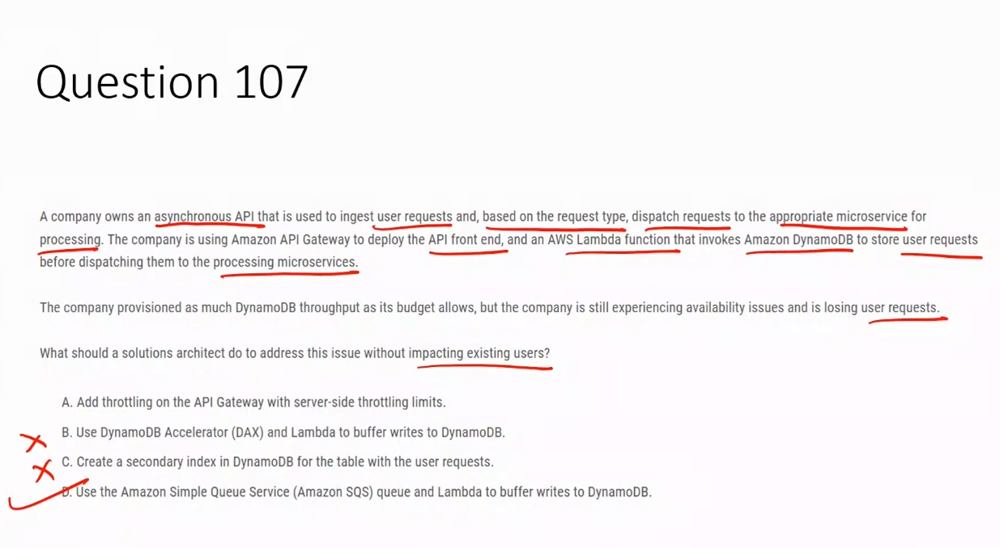 Question 107
A company owns an asynchronous API that is used to ingest user requests and, based on the request type, dispatch requests to the appropriate microservice for
processing. The company is using Amazon API Gateway to deploy the API front end, and an AWS Lambda function that invokes Amazon DynamoDB to store user requests
before dispatching them to the processing microservices.
The company provisioned as much DynamoDB throughput as its budget allows, but the company is still experiencing availability issues and is losing user requests.
What should a solutions architect do to address this issue without impacting existing users?
A. Add throttling on the API Gateway with server-side throttling limits.
B. Use DynamoDB Accelerator (DAX) and Lambda to buffer writes to DynamoDB.
C. Create a secondary index in DynamoDB for the table with the user requests.
D. Use the Amazon Simple Queue Service (Amazon SQS) queue and Lambda to buffer writes to DynamoDB.